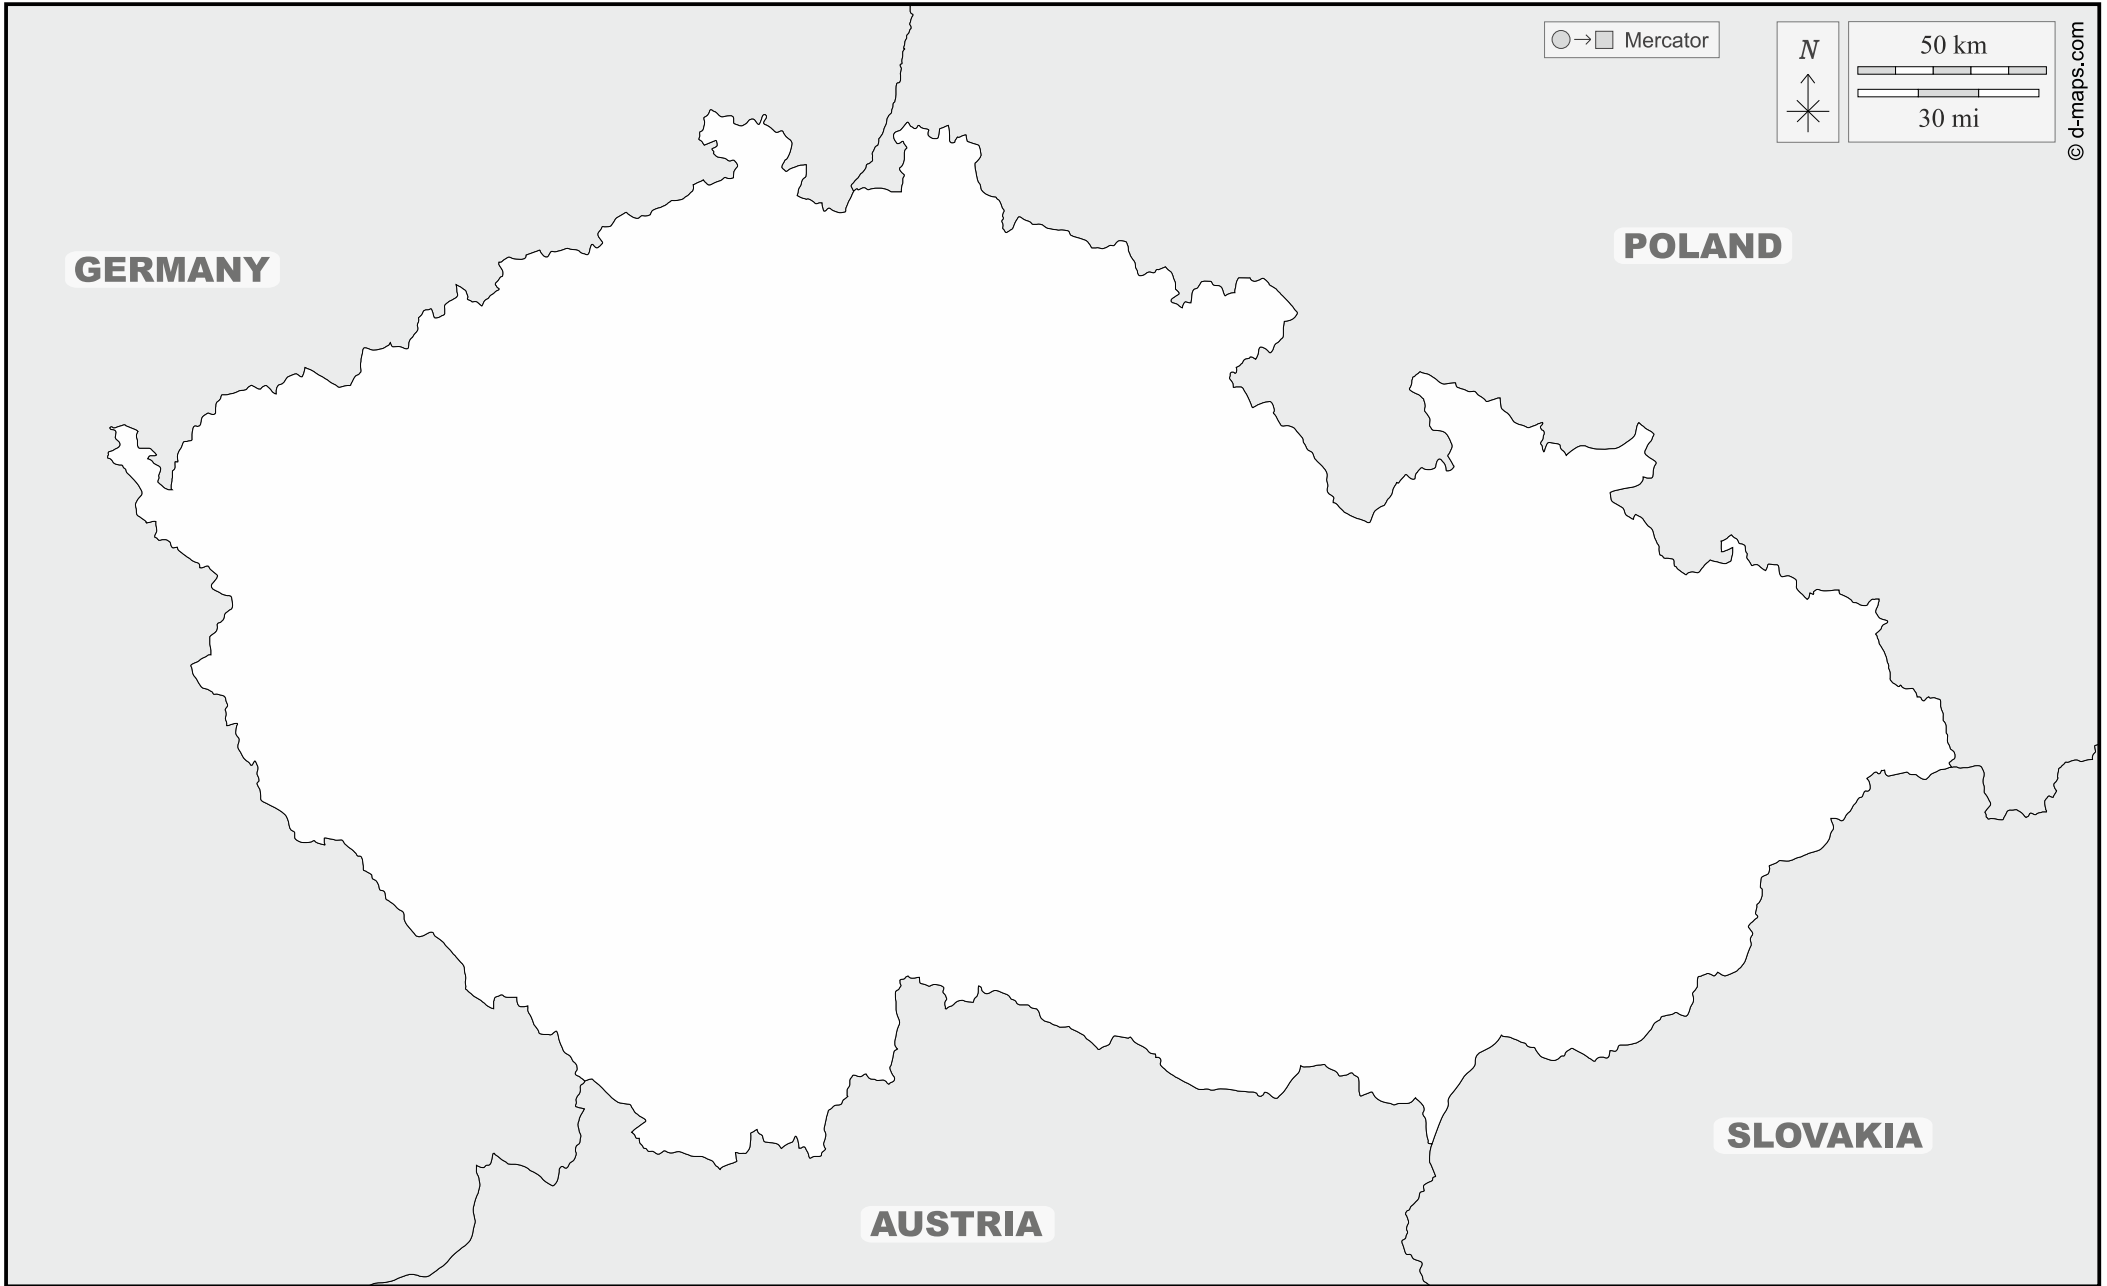 Mercator
N
50 km
30 mi
© d-maps.com
GERMANY
POLAND
SLOVAKIA
AUSTRIA